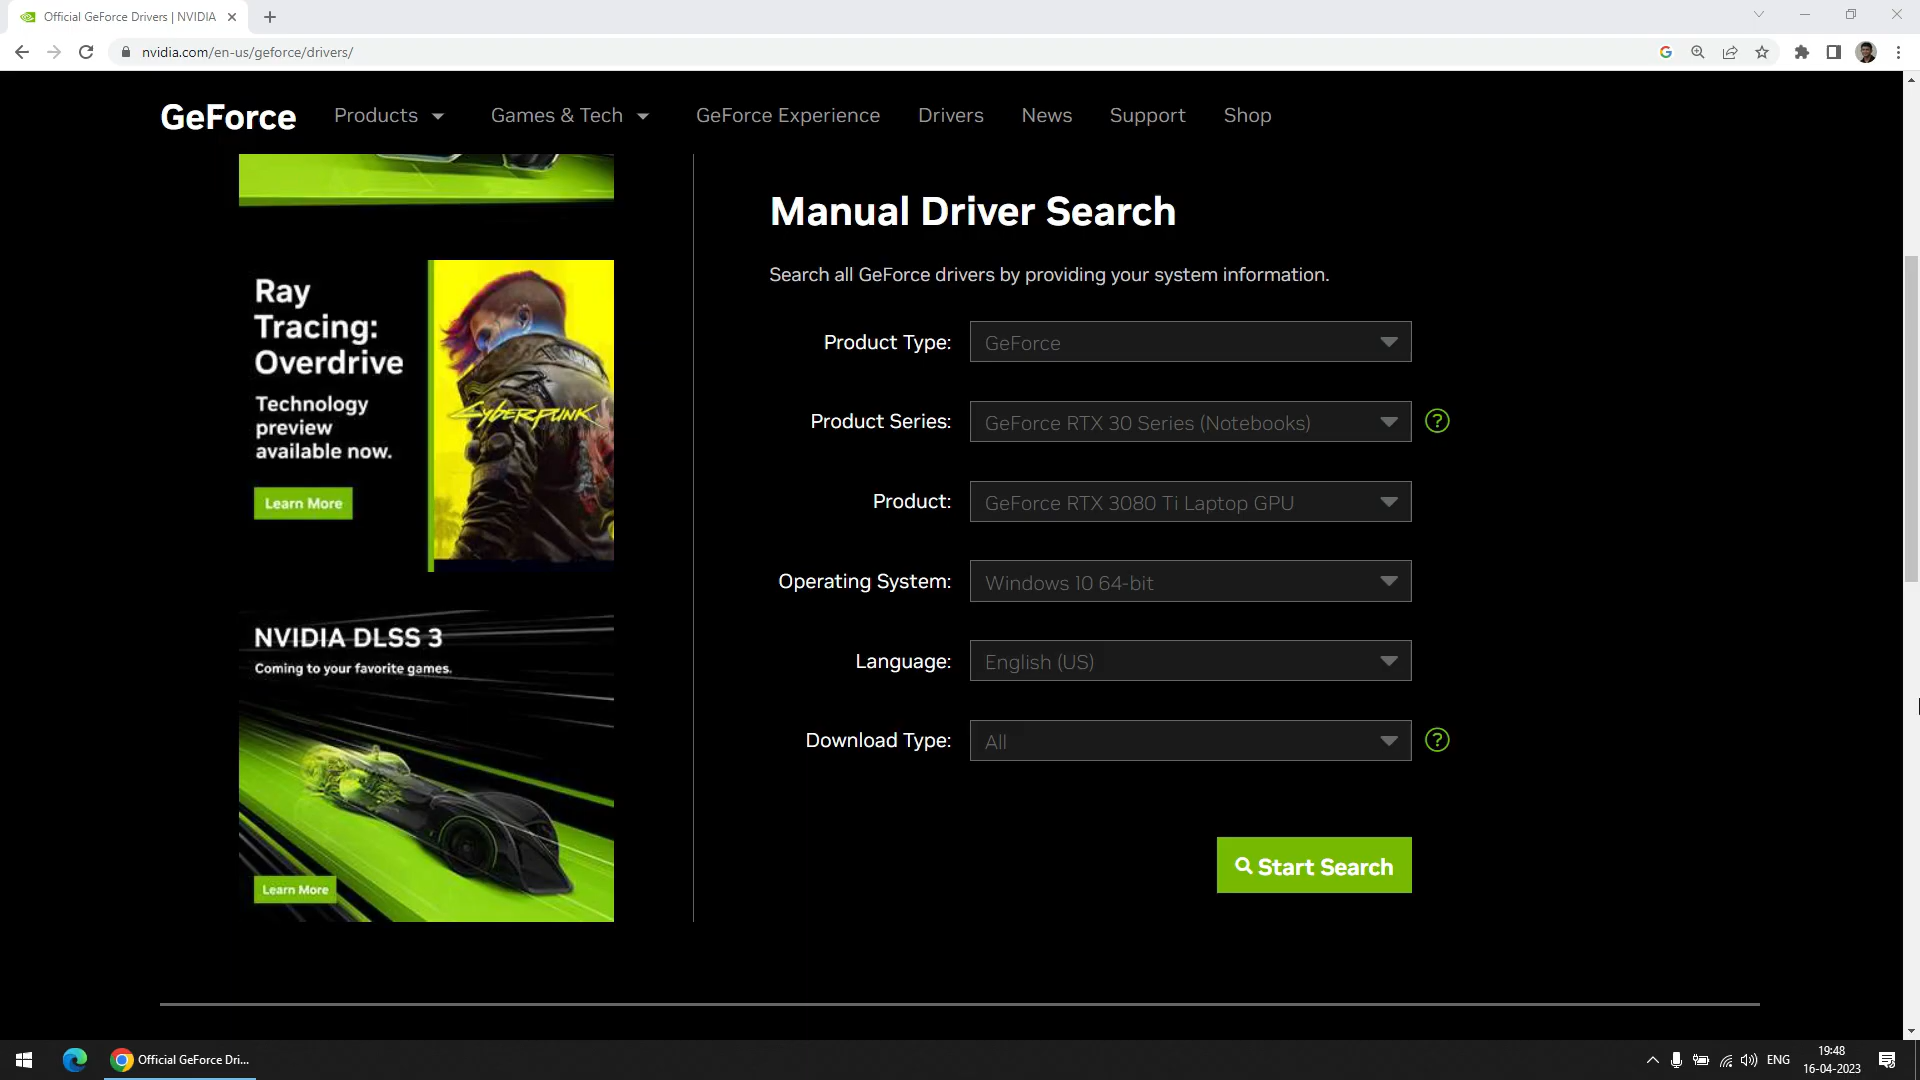 Official GeForce Drivers | NVIDIA
nvidia.com/en-us/geforce/drivers/
GeForce
Products
Games & Tech
GeForce Experience
Drivers
News
Support
Shop
Ray
Tracing:
Overdrive
Technology
preview
available now.
Learn More
CYBERPUNK
NVIDIA DLSS 3
Coming to your favorite games.
Learn More
Manual Driver Search
Search all GeForce drivers by providing your system information.
Product Type: GeForce
Product Series: GeForce RTX 30 Series (Notebooks) ?
Product: GeForce RTX 3080 Ti Laptop GPU
Operating System: Windows 10 64-bit
Language: English (US)
Download Type: All ?
Start Search
Official GeForce Dri...
ENG
19:48
16-04-2023